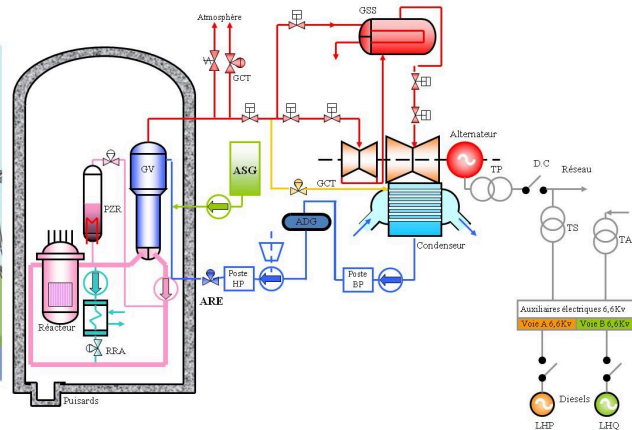 Atmosphère
GSS
GCT
Alternateur
GV
ASG
PZR
GCT
TP
D.C
Réseau
ADG
TS
TA
Condenseur
Poste
HP
Poste
BP
ARE
Réacteur
RRA
Puisards
Auxiliaires électriques 6,6Kv
Voie A 6,6Kv
Voie B 6,6Kv
Diesels
LHP
LHQ